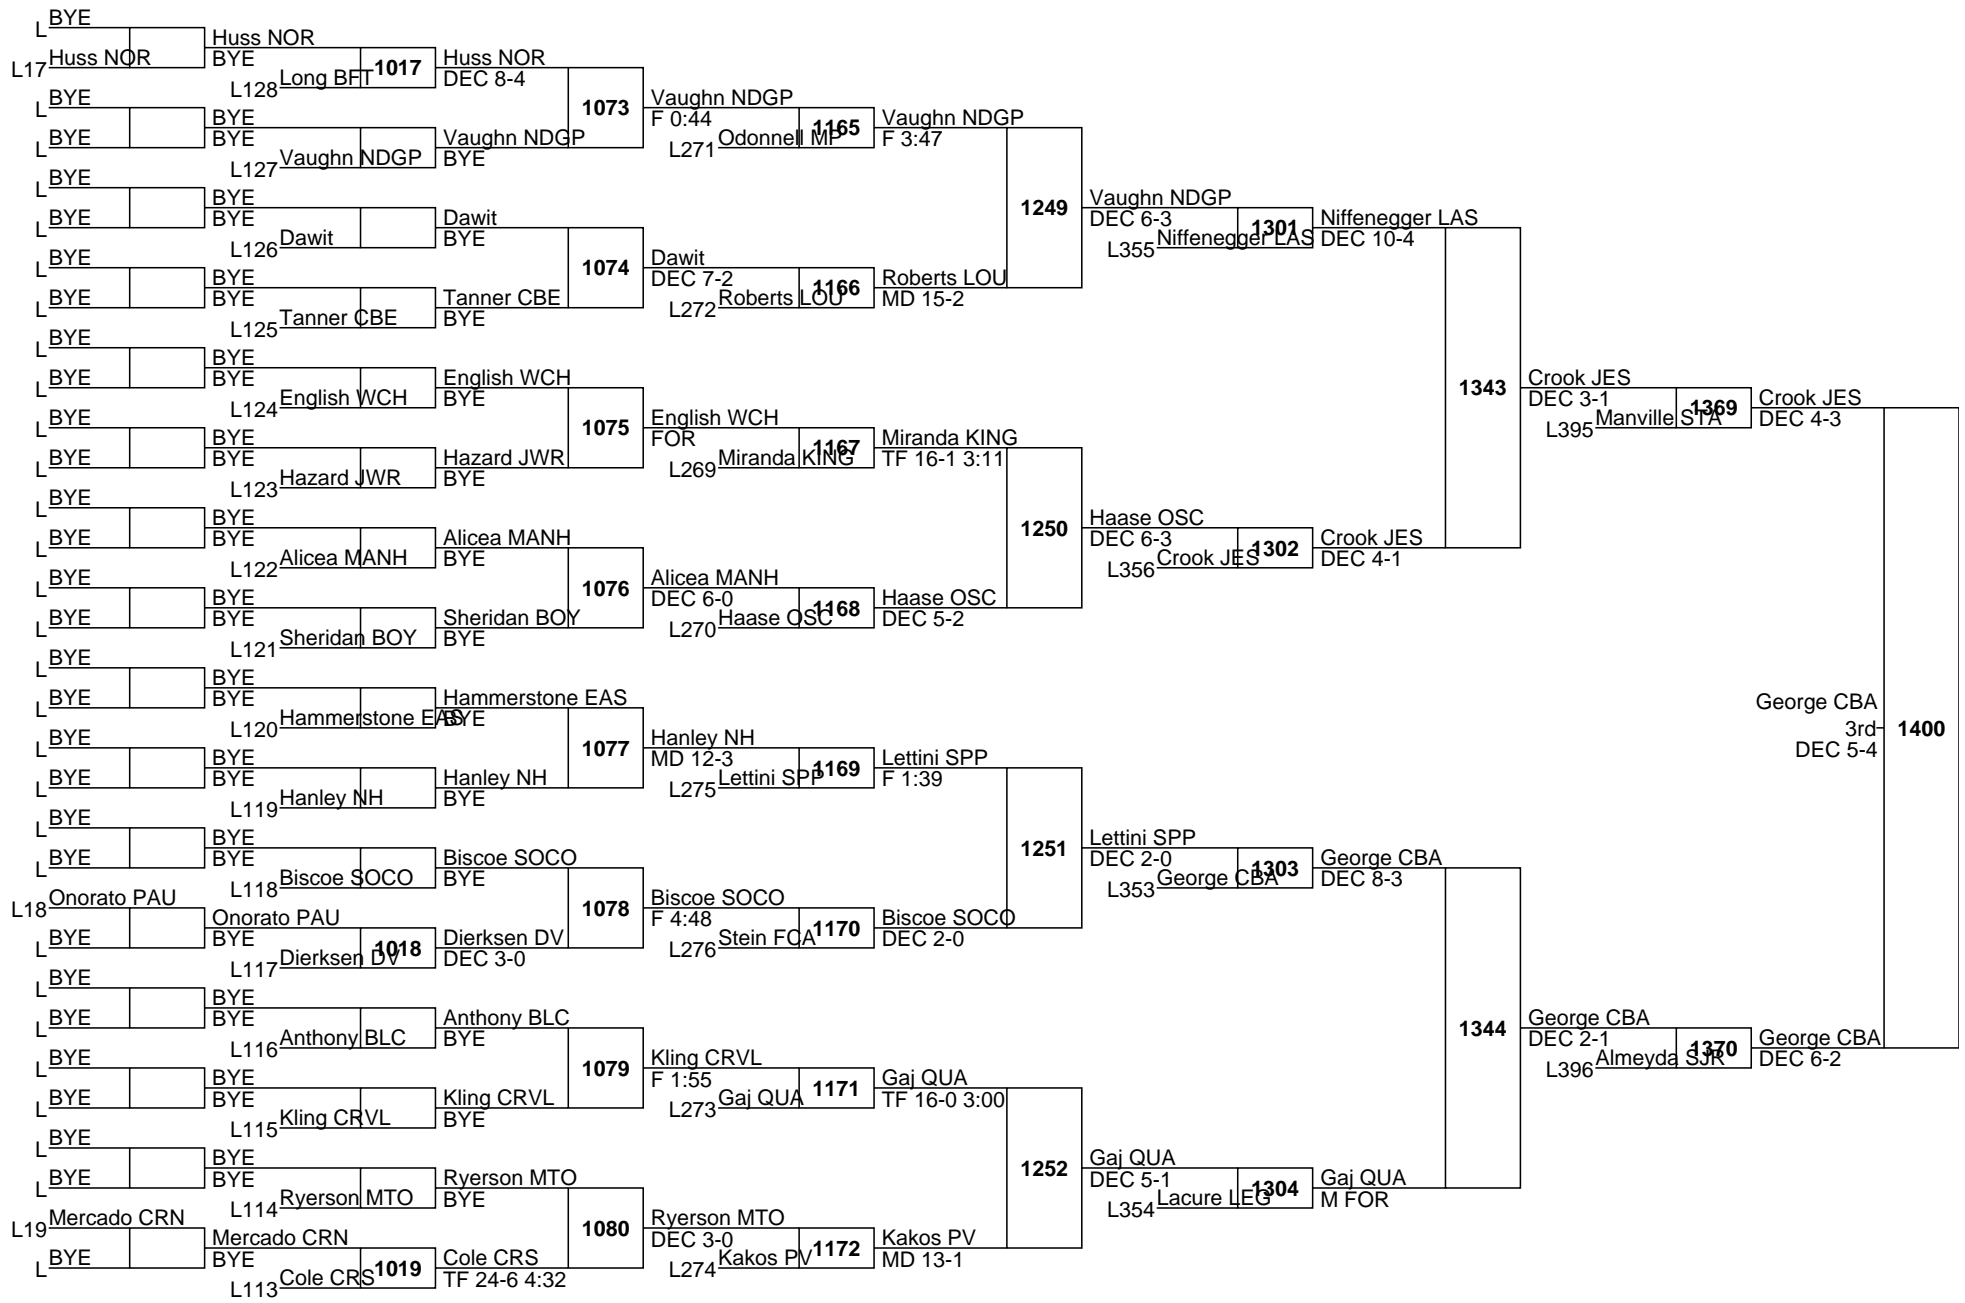 BYE
L
Huss NOR
L17 Huss NOR
BYE
1017
Huss NOR
L128 Long BFT
DEC 8-4
L BYE
1073
Vaughn NDGP
BYE
F 0:44
1165
Vaughn NDGP
L BYE
BYE
Vaughn NDGP
L271 Odonnell MP
F 3:47
L127 Vaughn NDGP
BYE
L BYE
BYE
1249
Vaughn NDGP
L BYE
BYE
Dawit
DEC 6-3
1301
Niffenegger LAS
L126 Dawit
BYE
L355 Niffenegger LAS
DEC 10-4
L BYE
1074
Dawit
BYE
DEC 7-2
1166
Roberts LOU
L BYE
BYE
Tanner CBE
L272 Roberts LOU
MD 15-2
L125 Tanner CBE
BYE
L BYE
BYE
L BYE
BYE
English WCH
1343
Crook JES
L124 English WCH
BYE
DEC 3-1
1369
Crook JES
L BYE
1075
English WCH
L395 Manville STA
DEC 4-3
BYE
FOR
1167
Miranda KING
L BYE
BYE
Hazard JWR
L269 Miranda KING
TF 16-1 3:11
L123 Hazard JWR
BYE
L BYE
BYE
1250
Haase OSC
L BYE
BYE
Alicea MANH
DEC 6-3
1302
Crook JES
L122 Alicea MANH
BYE
L356 Crook JES
DEC 4-1
L BYE
1076
Alicea MANH
BYE
DEC 6-0
1168
Haase OSC
L BYE
BYE
Sheridan BOY
L270 Haase OSC
DEC 5-2
L121 Sheridan BOY
BYE
L BYE
BYE
L BYE
BYE
Hammerstone EAS
L120 Hammerstone EAS
BYE
George CBA
3rd
1400
DEC 5-4
L BYE
1077
Hanley NH
BYE
MD 12-3
1169
Lettini SPP
L BYE
BYE
Hanley NH
L275 Lettini SPP
F 1:39
L119 Hanley NH
BYE
L BYE
BYE
1251
Lettini SPP
L BYE
BYE
Biscoe SOCO
DEC 2-0
1303
George CBA
L118 Biscoe SOCO
BYE
L353 George CBA
DEC 8-3
L18 Onorato PAU
1078
Biscoe SOCO
Onorato PAU
F 4:48
1170
Biscoe SOCO
L BYE
BYE
1018
Dierksen DV
L276 Stein FCA
DEC 2-0
L117 Dierksen DV
DEC 3-0
L BYE
BYE
L BYE
BYE
Anthony BLC
1344
George CBA
L116 Anthony BLC
BYE
DEC 2-1
1370
George CBA
L BYE
1079
Kling CRVL
L396 Almeyda SJR
DEC 6-2
BYE
F 1:55
1171
Gaj QUA
L BYE
BYE
Kling CRVL
L273 Gaj QUA
TF 16-0 3:00
L115 Kling CRVL
BYE
L BYE
BYE
1252
Gaj QUA
L BYE
BYE
Ryerson MTO
DEC 5-1
1304
Gaj QUA
L114 Ryerson MTO
BYE
L354 Lacure LEG
M FOR
L19 Mercado CRN
1080
Ryerson MTO
Mercado CRN
DEC 3-0
1172
Kakos PV
L BYE
BYE
1019
Cole CRS
L274 Kakos PV
MD 13-1
L113 Cole CRS
TF 24-6 4:32